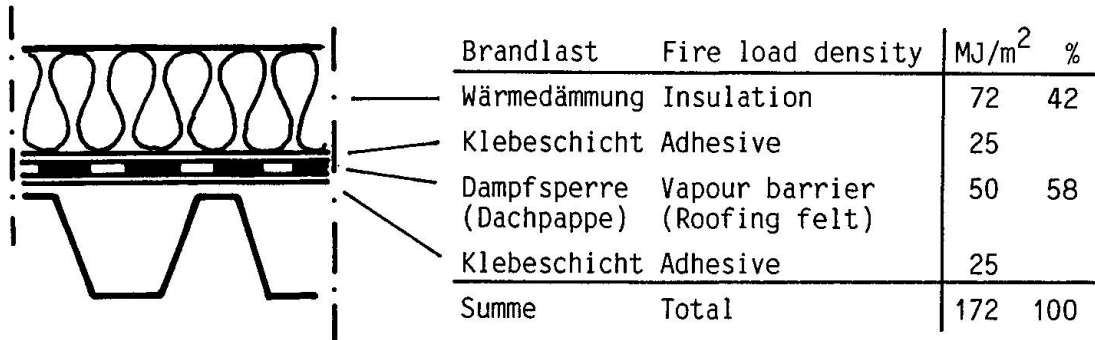 Brandlast Fire load density MJ/m² %
Wärmedämmung Insulation 72 42
Klebeschicht Adhesive 25
Dampfsperre Vapour barrier 50 58
(Dachpappe) (Roofing felt)
Klebeschicht Adhesive 25
Summe Total 172 100